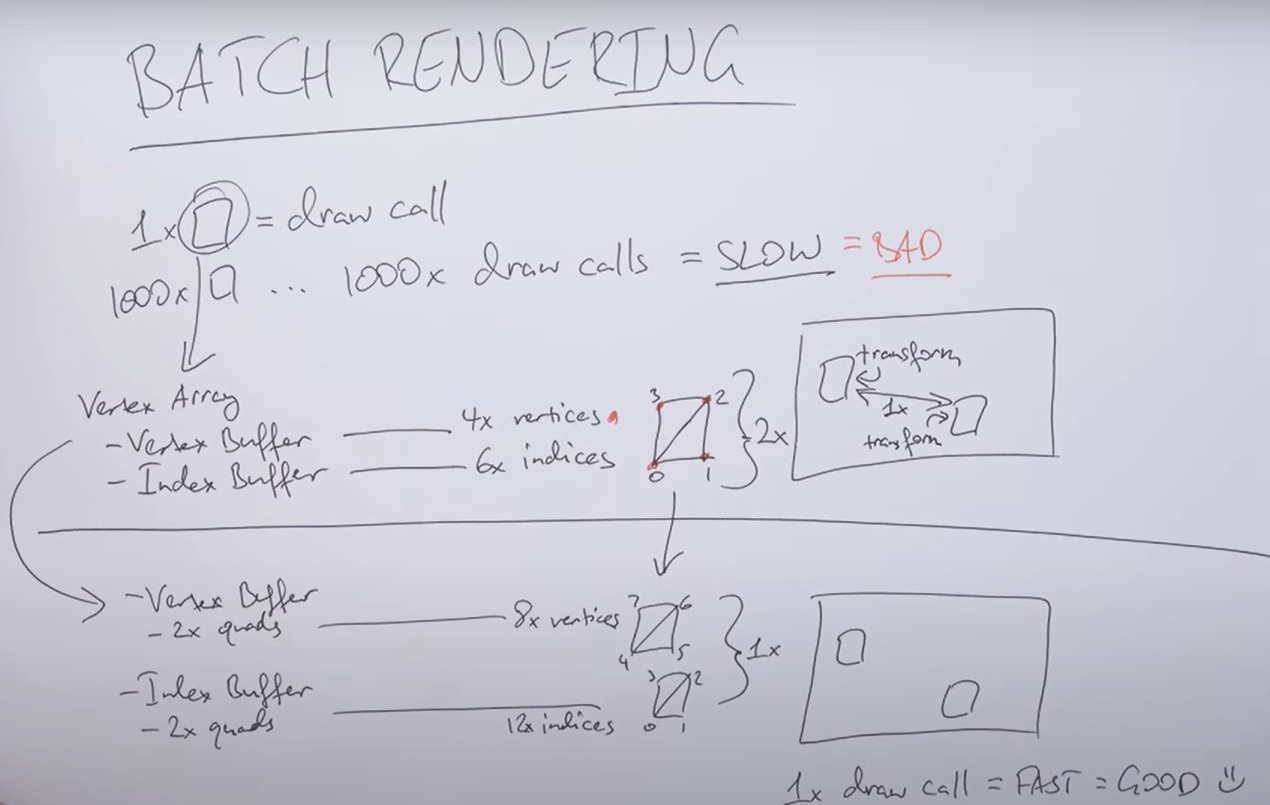 BATCH RENDERING
1x = draw call
1000x ... 1000x draw calls = SLOW = BAD
Vertex Array
- Vertex Buffer 4x vertices
- Index Buffer 6x indices
3 2
0 1
2x
transform
1x
transform
- Vertex Buffer
- 2x quads 8x vertices
7 6
4 5
1x
- Index Buffer
- 2x quads 12x indices
3 2
0 1
1x draw call = FAST = GOOD